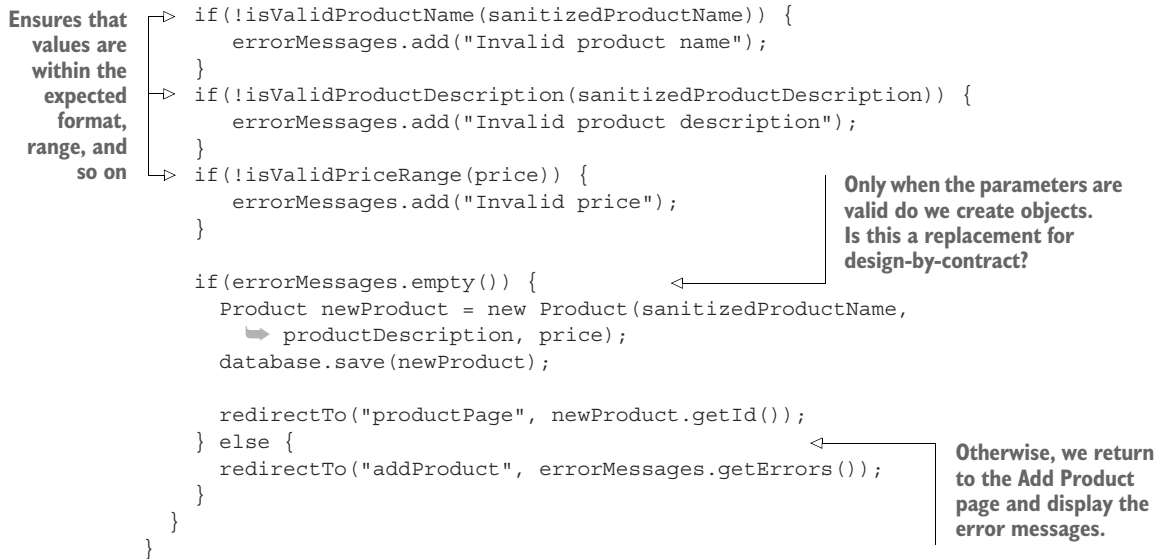 Ensures that
values are
within the
expected
format,
range, and
so on
if(!isValidProductName(sanitizedProductName)) {
errorMessages.add("Invalid product name");
}
if(!isValidProductDescription(sanitizedProductDescription)) {
errorMessages.add("Invalid product description");
}
if(!isValidPriceRange(price)) {
errorMessages.add("Invalid price");
}
Only when the parameters are
valid do we create objects.
Is this a replacement for
design-by-contract?
if(errorMessages.empty()) {
Product newProduct = new Product(sanitizedProductName,
➥ productDescription, price);
database.save(newProduct);
redirectTo("productPage", newProduct.getId());
} else {
redirectTo("addProduct", errorMessages.getErrors());
}
}
}
Otherwise, we return
to the Add Product
page and display the
error messages.